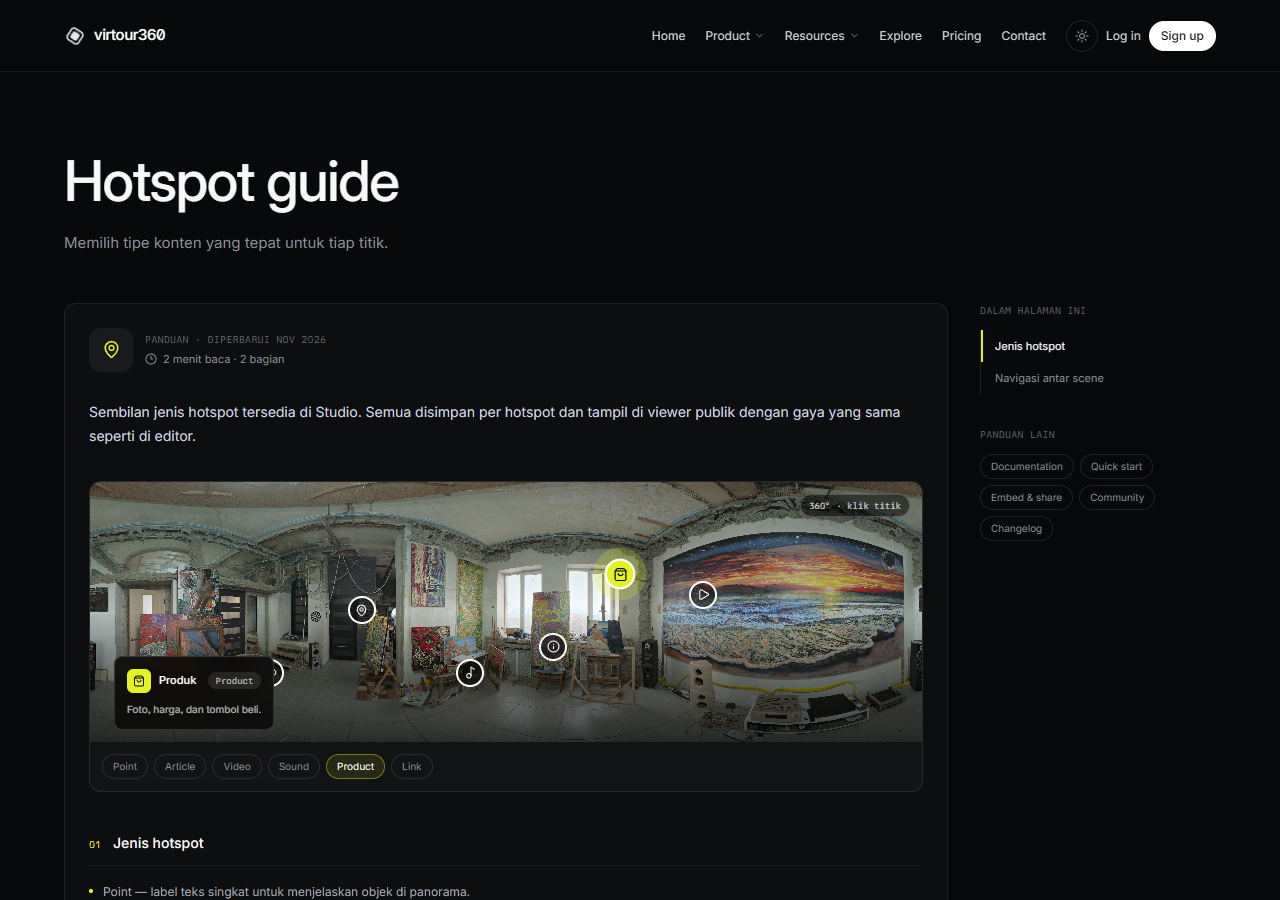 virtour360
Home
Product
Resources
Explore
Pricing
Contact
Log in
Sign up
Hotspot guide
Memilih tipe konten yang tepat untuk tiap titik.
PANDUAN · DIPERBARUI NOV 2026
2 menit baca · 2 bagian
Sembilan jenis hotspot tersedia di Studio. Semua disimpan per hotspot dan tampil di viewer publik dengan gaya yang sama
seperti di editor.
360° · klik titik
Produk
Product
Foto, harga, dan tombol beli.
Point
Article
Video
Sound
Product
Link
01 Jenis hotspot
Point — label teks singkat untuk menjelaskan objek di panorama.
DALAM HALAMAN INI
Jenis hotspot
Navigasi antar scene
PANDUAN LAIN
Documentation
Quick start
Embed & share
Community
Changelog